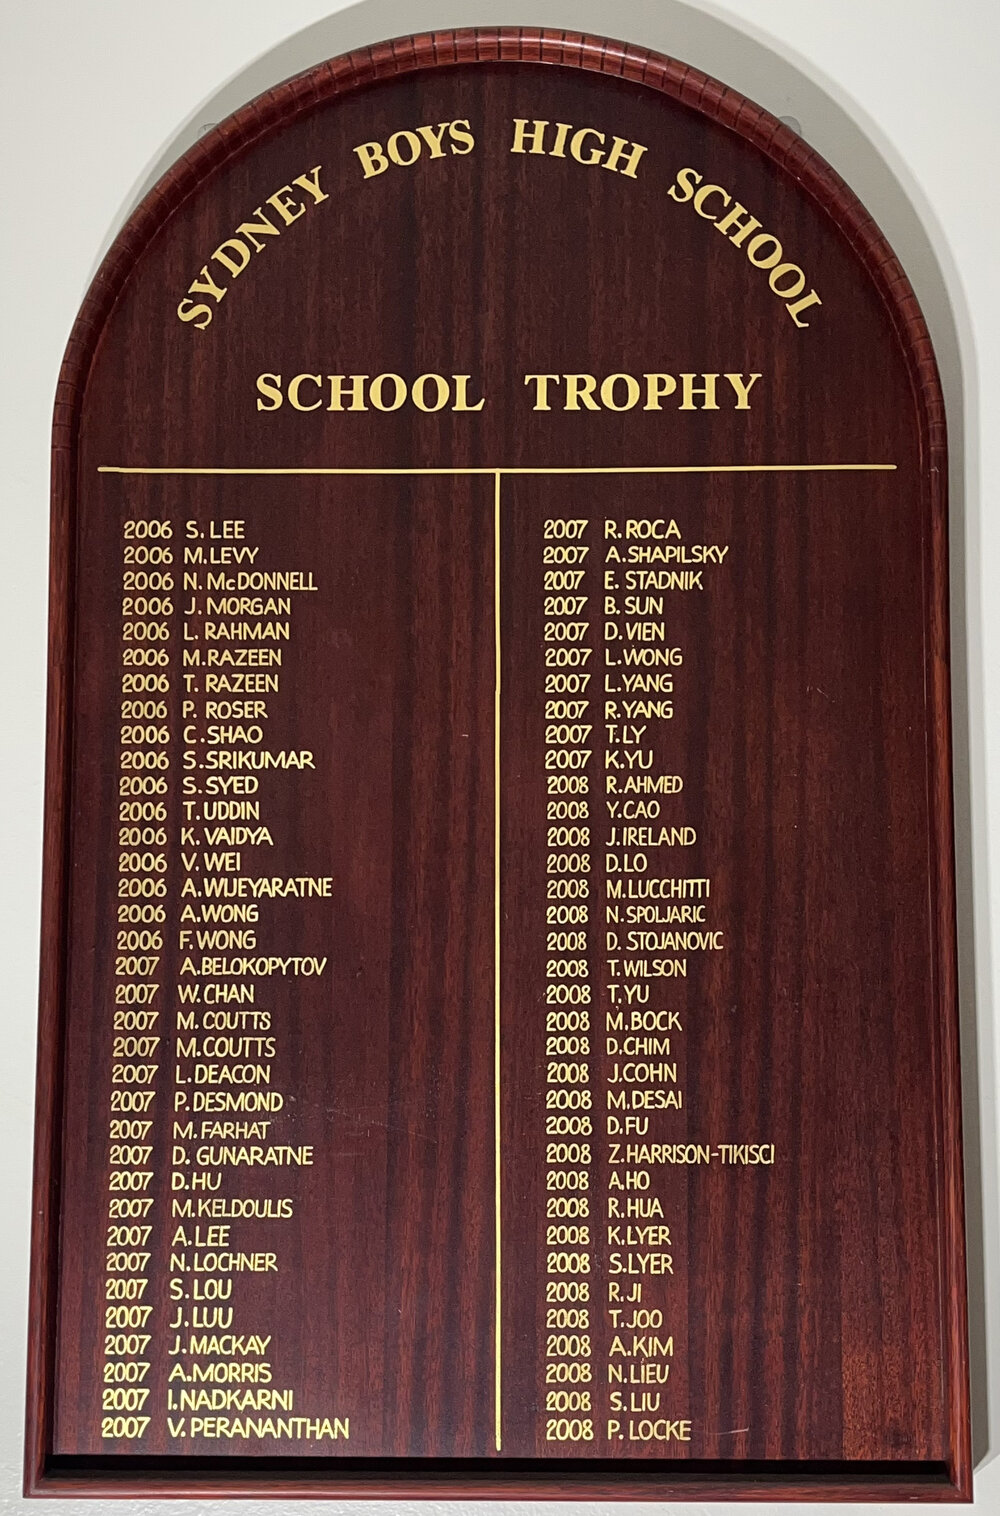 SYDNEY BOYS HIGH SCHOOL
SCHOOL TROPHY
2006 S. LEE
2006 M. LEVY
2006 N. McDONNELL
2006 J. MORGAN
2006 L. RAHMAN
2006 M. RAZEEN
2006 T. RAZEEN
2006 P. ROSER
2006 C. SHAO
2006 S. SRIKUMAR
2006 S. SYED
2006 T. UDDIN
2006 K. VAIDYA
2006 V. WEI
2006 A. WIJEYARATNE
2006 A. WONG
2006 F. WONG
2007 A. BELOKOPYTOV
2007 W. CHAN
2007 M. COUTTS
2007 M. COUTTS
2007 L. DEACON
2007 P. DESMOND
2007 M. FARHAT
2007 D. GUNARATNE
2007 D. HU
2007 M. KELDOULIS
2007 A. LEE
2007 N. LOCHNER
2007 S. LOU
2007 J. LUU
2007 J. MACKAY
2007 A. MORRIS
2007 I. NADKARNI
2007 V. PERANANTHAN
2007 R. ROCA
2007 A. SHAPILSKY
2007 E. STADNIK
2007 B. SUN
2007 D. VIEN
2007 L. WONG
2007 L. YANG
2007 R. YANG
2007 T. LY
2007 K. YU
2008 R. AHMED
2008 Y. CAO
2008 J. IRELAND
2008 D. LO
2008 M. LUCCHITTI
2008 N. SPOLJARIC
2008 D. STOJANOVIC
2008 T. WILSON
2008 T. YU
2008 M. BOCK
2008 D. CHIM
2008 J. COHN
2008 M. DESAI
2008 D. FU
2008 Z. HARRISON-TIKISCI
2008 A. HO
2008 R. HUA
2008 K. LYER
2008 S. LYER
2008 R. JI
2008 T. JOO
2008 A. KIM
2008 N. LIEU
2008 S. LIU
2008 P. LOCKE